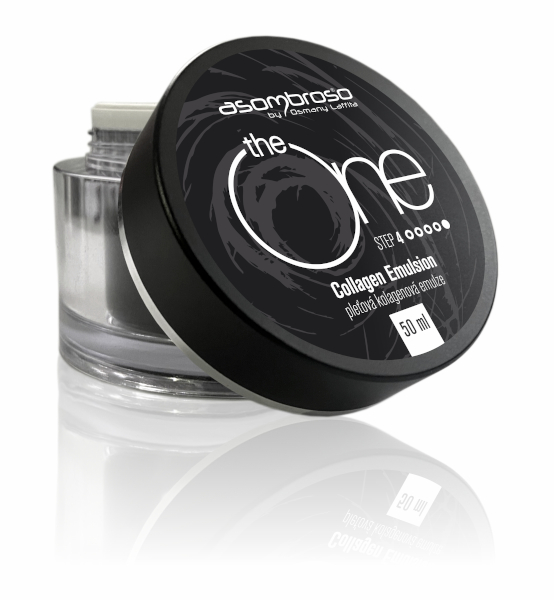 asombroso
by Osmany Laffita
the
One
STEP 4
Collagen Emulsion
pleťová kolagenová emulze
50 ml